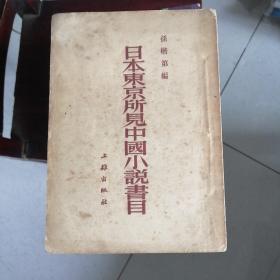 孫楷第編
日本東京所見中國小說書目
上雜出版社